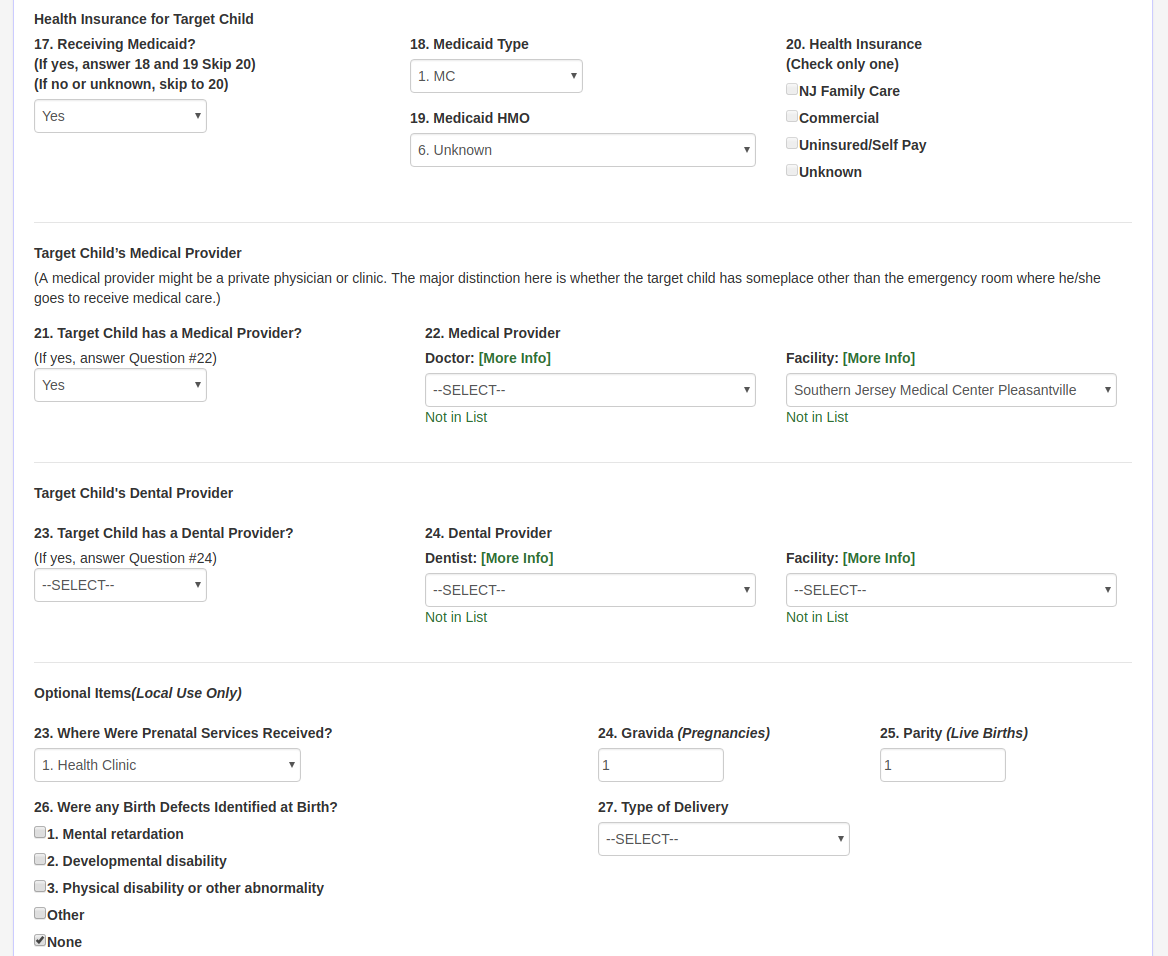 Health Insurance for Target Child
17. Receiving Medicaid?
(If yes, answer 18 and 19 Skip 20)
(If no or unknown, skip to 20)
Yes
18. Medicaid Type
1. MC
19. Medicaid HMO
6. Unknown
20. Health Insurance
(Check only one)
NJ Family Care
Commercial
Uninsured/Self Pay
Unknown
Target Child’s Medical Provider
(A medical provider might be a private physician or clinic. The major distinction here is whether the target child has someplace other than the emergency room where he/she
goes to receive medical care.)
21. Target Child has a Medical Provider?
(If yes, answer Question #22)
Yes
22. Medical Provider
Doctor: [More Info]
--SELECT--
Not in List
Facility: [More Info]
Southern Jersey Medical Center Pleasantville
Not in List
Target Child's Dental Provider
23. Target Child has a Dental Provider?
(If yes, answer Question #24)
--SELECT--
24. Dental Provider
Dentist: [More Info]
--SELECT--
Not in List
Facility: [More Info]
--SELECT--
Not in List
Optional Items(Local Use Only)
23. Where Were Prenatal Services Received?
1. Health Clinic
24. Gravida (Pregnancies)
1
25. Parity (Live Births)
1
26. Were any Birth Defects Identified at Birth?
1. Mental retardation
2. Developmental disability
3. Physical disability or other abnormality
Other
None
27. Type of Delivery
--SELECT--